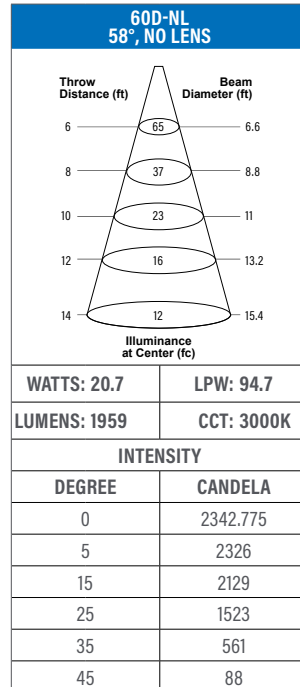 60D-NL
58°, NO LENS
Throw Distance (ft)
Beam Diameter (ft)
6 65 6.6
8 37 8.8
10 23 11
12 16 13.2
14 12 15.4
Illuminance
at Center (fc)
WATTS: 20.7 LPW: 94.7
LUMENS: 1959 CCT: 3000K
INTENSITY
DEGREE CANDELA
0 2342.775
5 2326
15 2129
25 1523
35 561
45 88